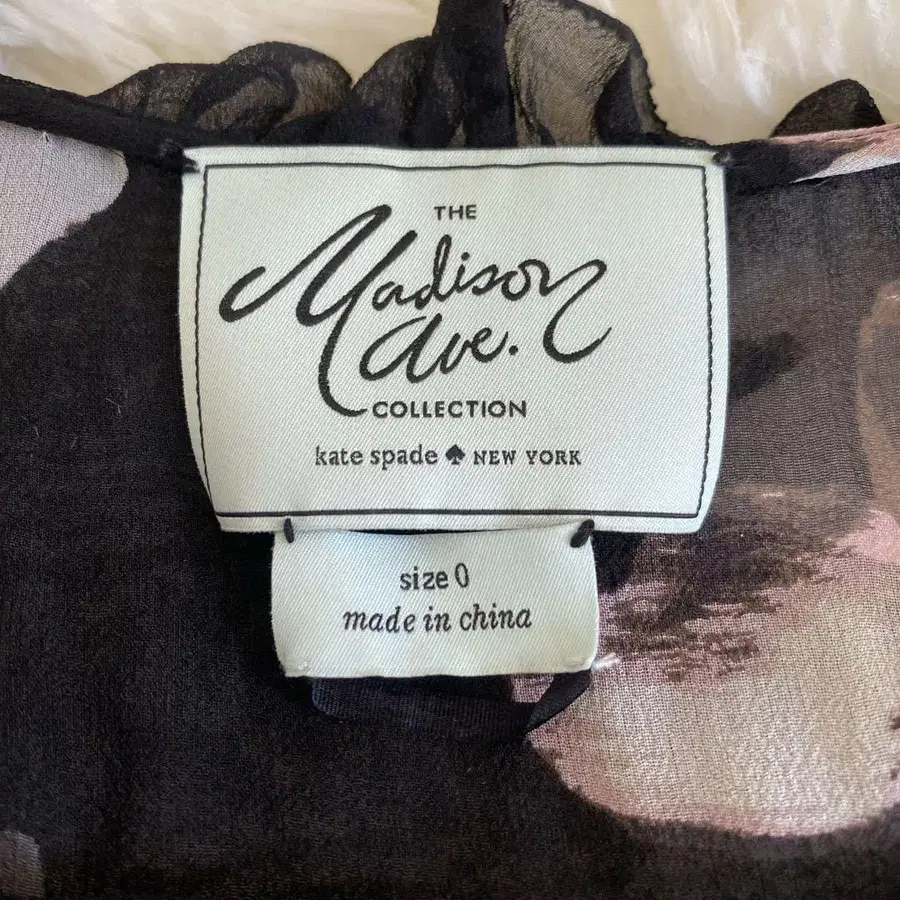 THE
Madison
Ave.
COLLECTION
kate spade ♠ NEW YORK
size 0
made in china